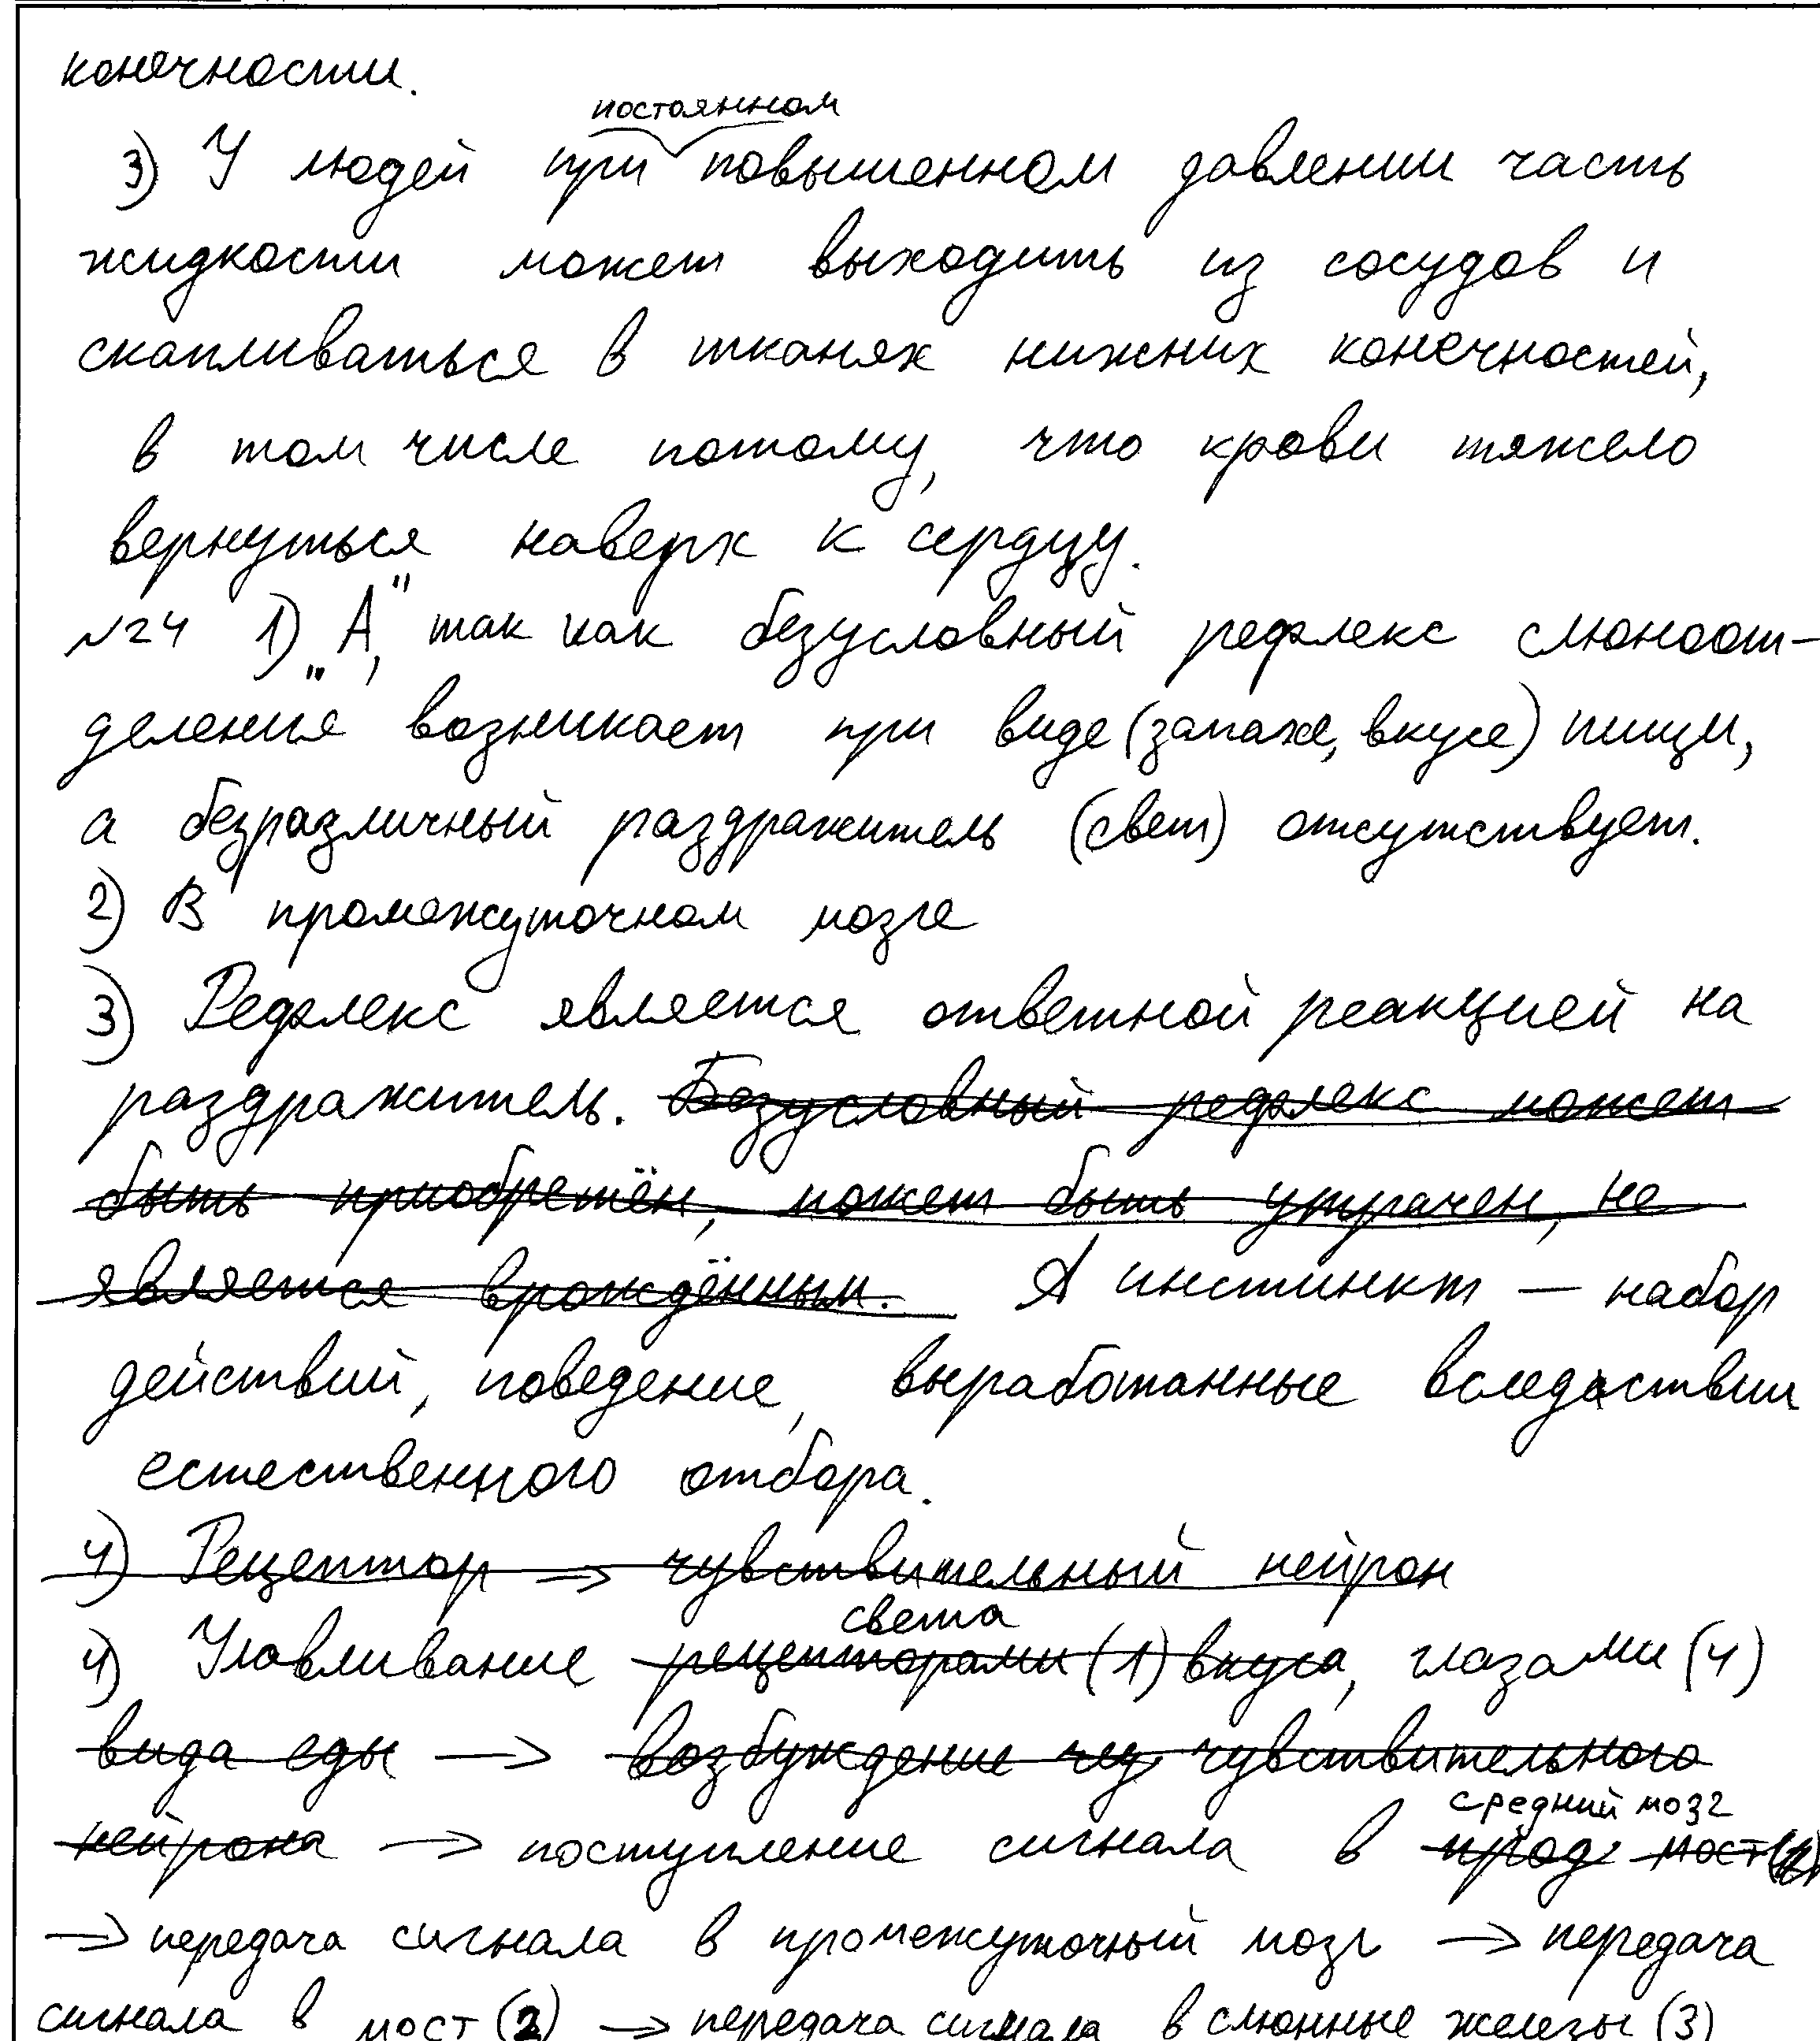 конечности.
постоянном
3) У людей при повышенном давлении часть
жидкости может выходить из сосудов и
скапливаться в тканях нижних конечностей,
в том числе потому, что крови тяжело
вернуться наверх к сердцу.
№24 1) „А", так как безусловный рефлекс слюноот-
деления возникает при виде (запахе, вкусе) пищи,
а безразличный раздражитель (свет) отсутствует.
2) В промежуточном мозге
3) Рефлекс является ответной реакцией на
раздражитель. Безусловный рефлекс может
быть приобретён, может быть утрачен, не
является врождённым. А инстинкт — набор
действий, поведение, выработанные вследствии
естественного отбора.
4) Рецептор → чувствительный нейрон
света
4) Улавливание рецепторами (1) вкуса, глазами (4)
вида еды → возбуждение чув чувствительного
средний мозг
нейрона → поступление сигнала в прод мост (2)
→ передача сигнала в промежуточный мозг → передача
сигнала в мост (2) → передача сигнала в слюнные железы (3)